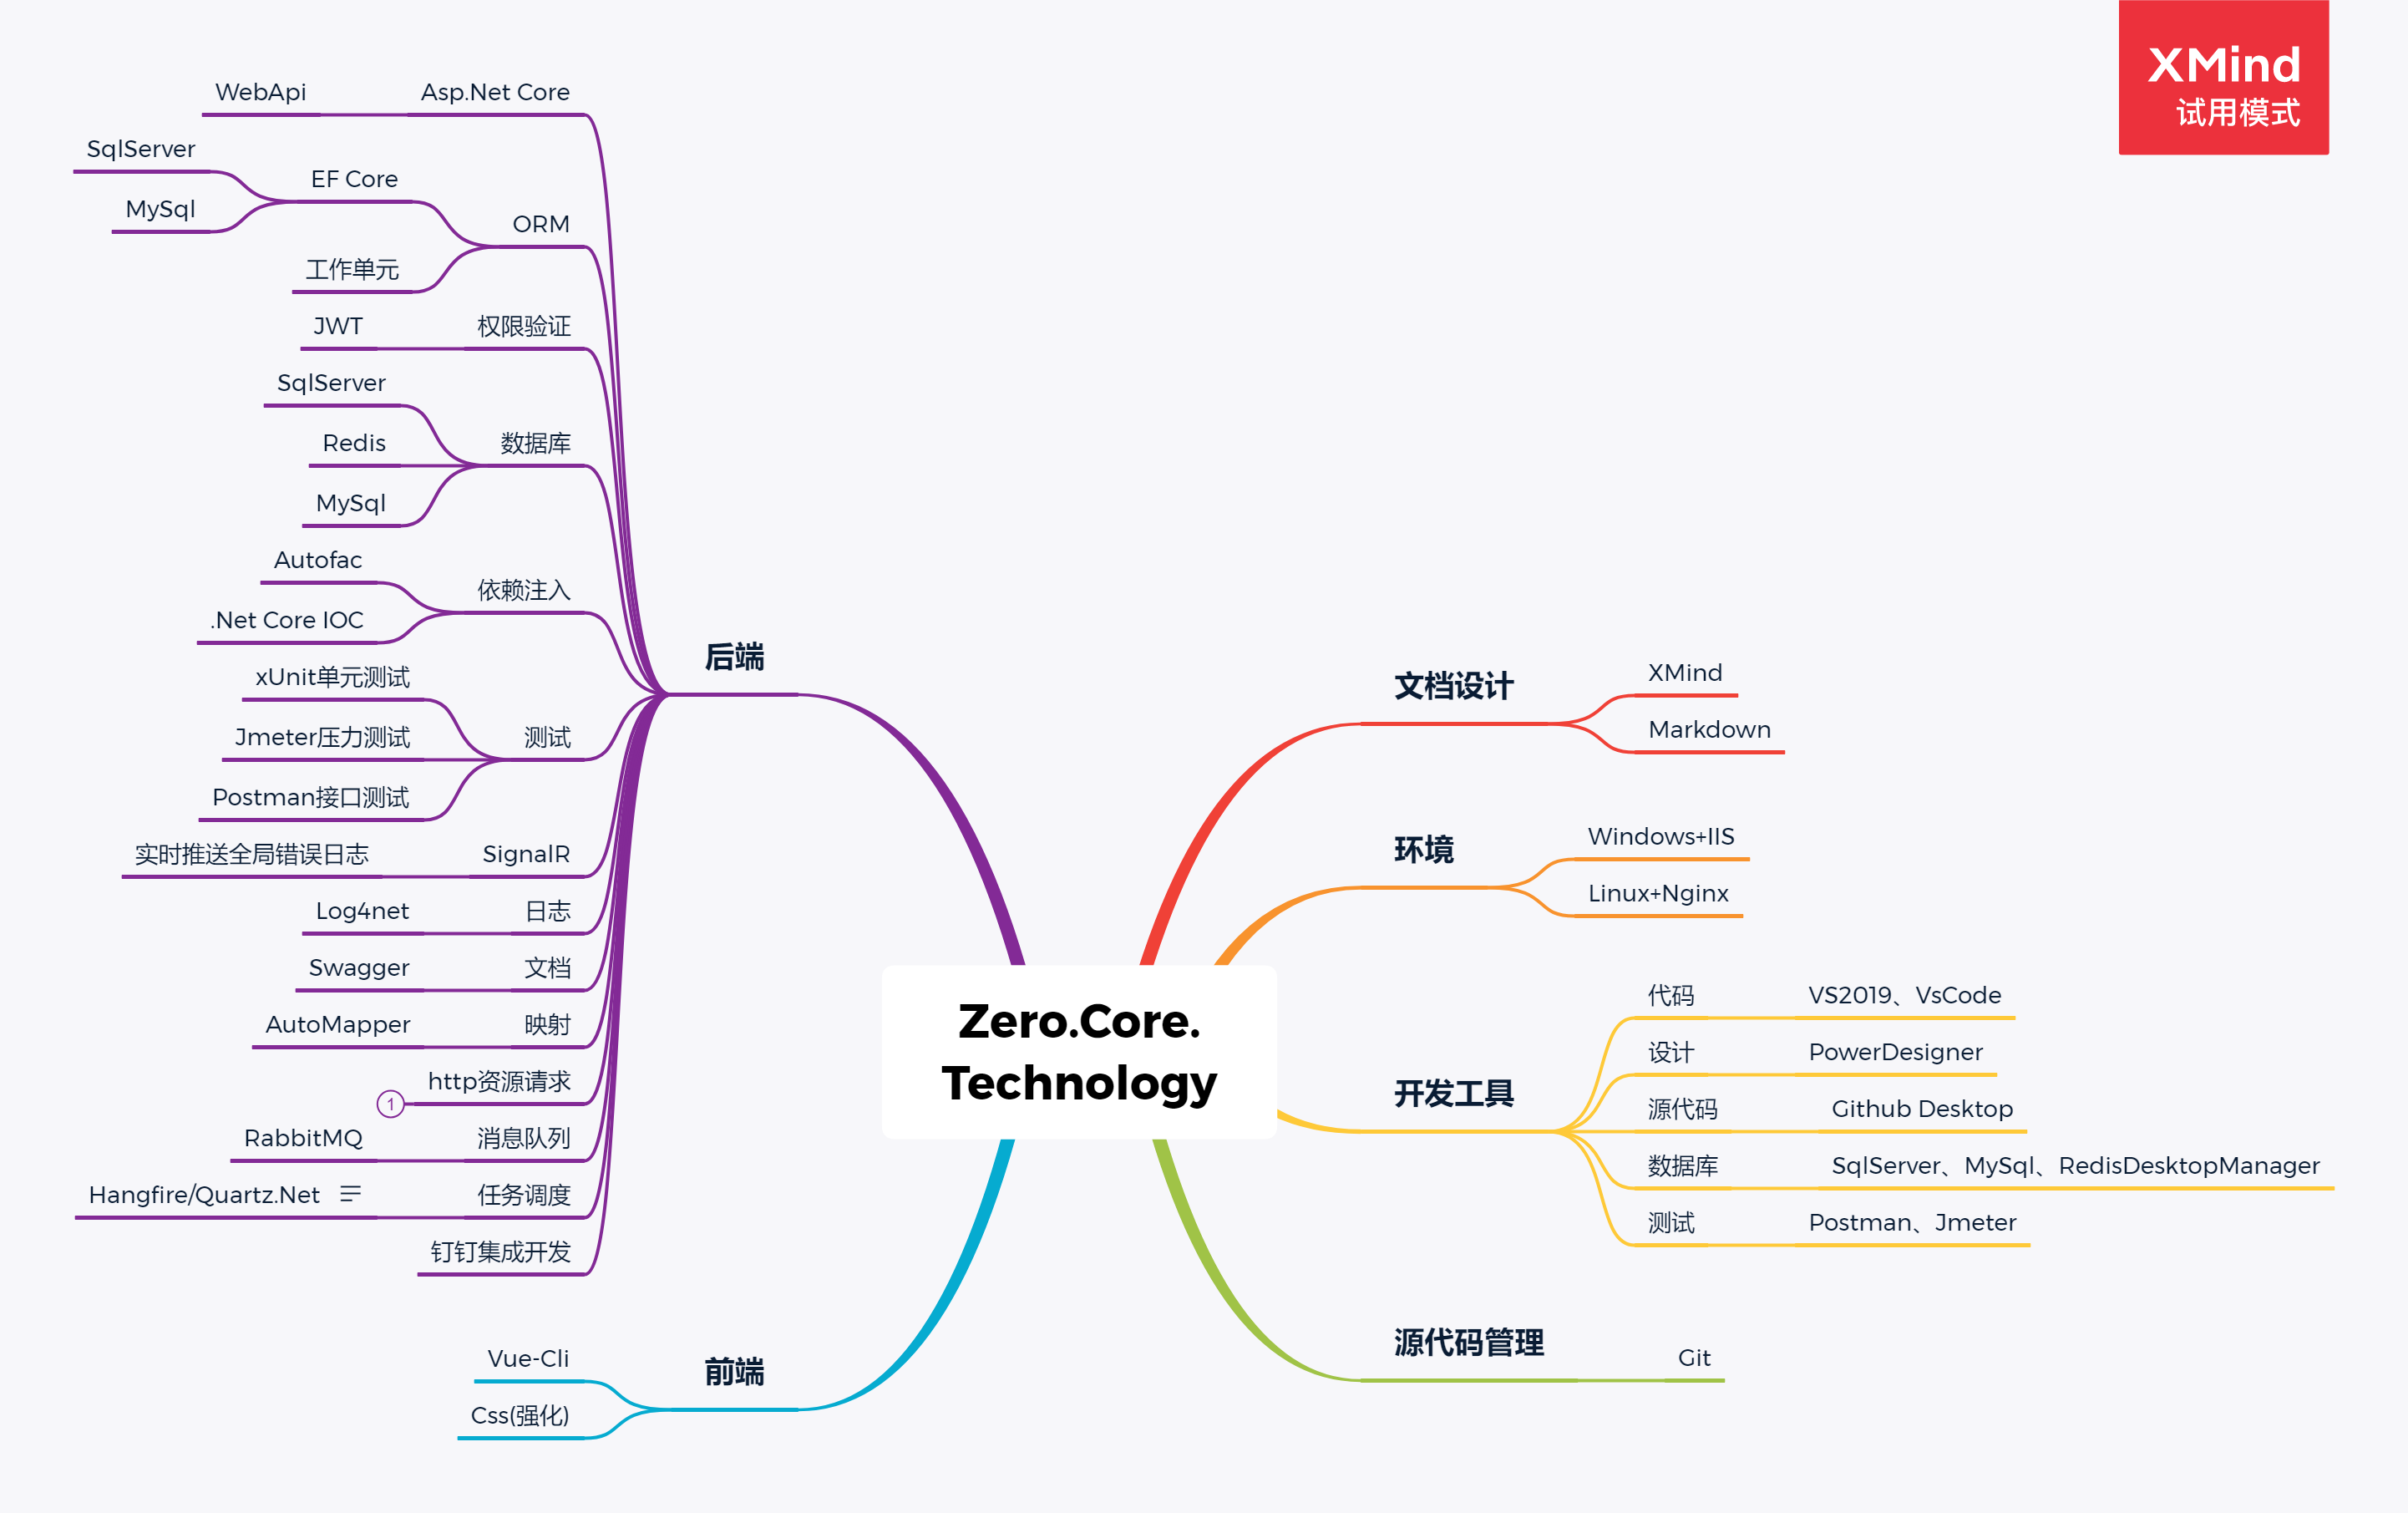 XMind
试用模式
Zero.Core.
Technology
文档设计
XMind
Markdown
环境
Windows+IIS
Linux+Nginx
开发工具
代码
VS2019、VsCode
设计
PowerDesigner
源代码
Github Desktop
数据库
SqlServer、MySql、RedisDesktopManager
测试
Postman、Jmeter
源代码管理
Git
后端
Asp.Net Core
WebApi
ORM
EF Core
SqlServer
MySql
工作单元
权限验证
JWT
数据库
SqlServer
Redis
MySql
依赖注入
Autofac
.Net Core IOC
测试
xUnit单元测试
Jmeter压力测试
Postman接口测试
SignalR
实时推送全局错误日志
日志
Log4net
文档
Swagger
映射
AutoMapper
http资源请求
1
消息队列
RabbitMQ
任务调度
Hangfire/Quartz.Net
钉钉集成开发
前端
Vue-Cli
Css(强化)